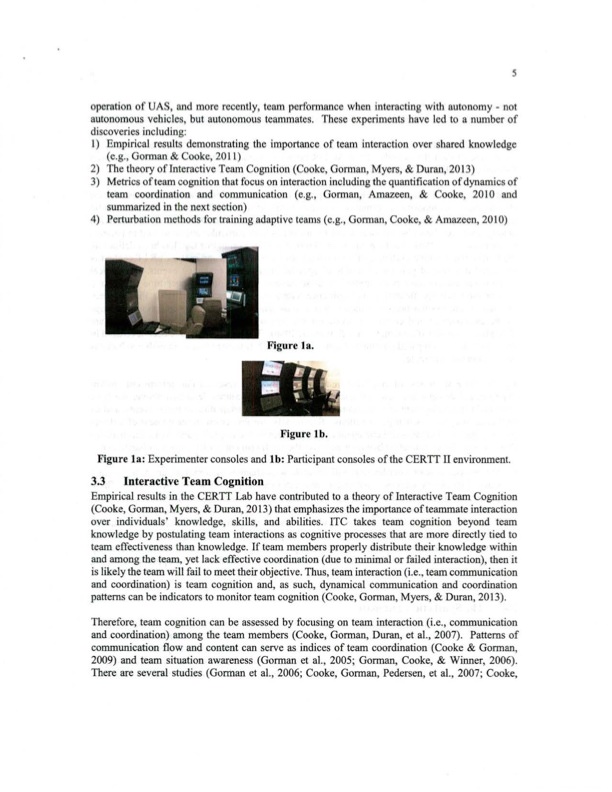 5
operation of UAS, and more recently, team performance when interacting with autonomy - not
autonomous vehicles, but autonomous teammates. These experiments have led to a number of
discoveries including:
1) Empirical results demonstrating the importance of team interaction over shared knowledge
(e.g., Gorman & Cooke, 2011)
2) The theory of Interactive Team Cognition (Cooke, Gorman, Myers, & Duran, 2013)
3) Metrics of team cognition that focus on interaction including the quantification of dynamics of
team coordination and communication (e.g., Gorman, Amazeen, & Cooke, 2010 and
summarized in the next section)
4) Perturbation methods for training adaptive teams (e.g., Gorman, Cooke, & Amazeen, 2010)
Figure 1a.
Figure 1b.
Figure 1a: Experimenter consoles and 1b: Participant consoles of the CERTT II environment.
3.3 Interactive Team Cognition
Empirical results in the CERTT Lab have contributed to a theory of Interactive Team Cognition
(Cooke, Gorman, Myers, & Duran, 2013) that emphasizes the importance of teammate interaction
over individuals' knowledge, skills, and abilities. ITC takes team cognition beyond team
knowledge by postulating team interactions as cognitive processes that are more directly tied to
team effectiveness than knowledge. If team members properly distribute their knowledge within
and among the team, yet lack effective coordination (due to minimal or failed interaction), then it
is likely the team will fail to meet their objective. Thus, team interaction (i.e., team communication
and coordination) is team cognition and, as such, dynamical communication and coordination
patterns can be indicators to monitor team cognition (Cooke, Gorman, Myers, & Duran, 2013).
Therefore, team cognition can be assessed by focusing on team interaction (i.e., communication
and coordination) among the team members (Cooke, Gorman, Duran, et al., 2007). Patterns of
communication flow and content can serve as indices of team coordination (Cooke & Gorman,
2009) and team situation awareness (Gorman et al., 2005; Gorman, Cooke, & Winner, 2006).
There are several studies (Gorman et al., 2006; Cooke, Gorman, Pedersen, et al., 2007; Cooke,